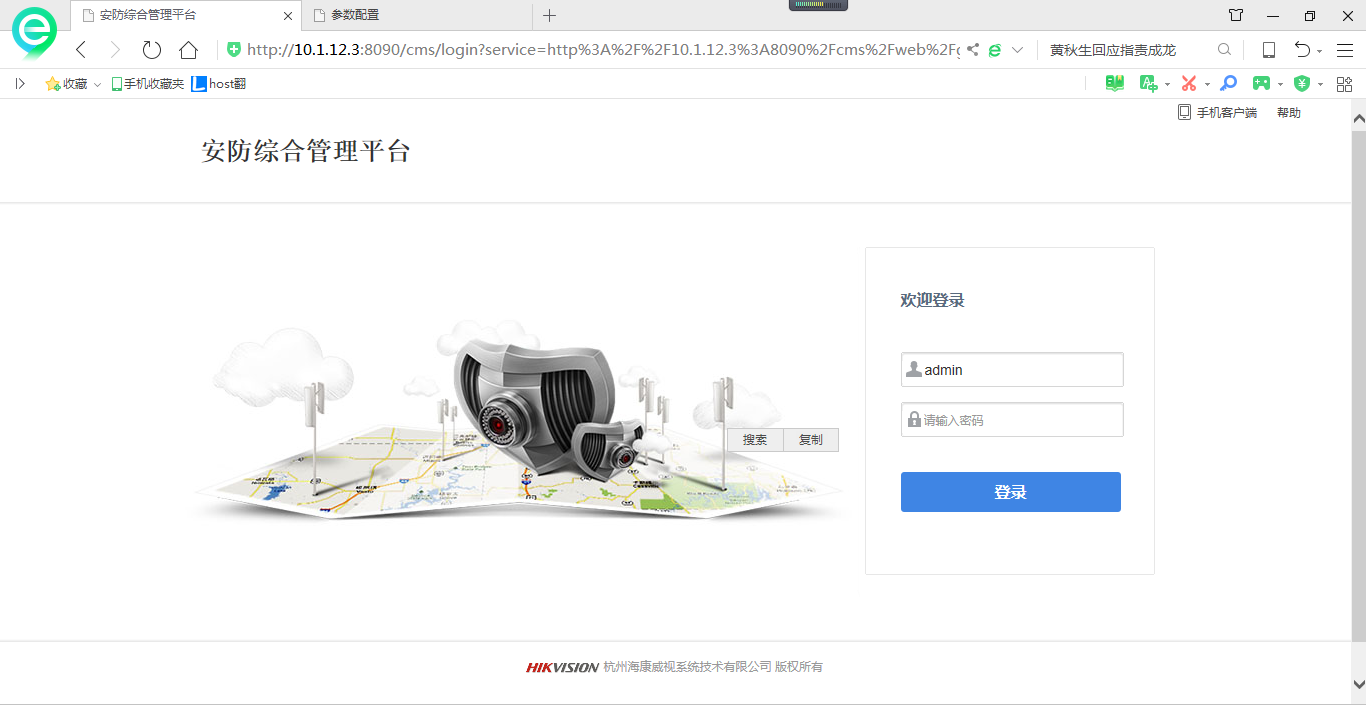 安防综合管理平台
参数配置
http://10.1.12.3:8090/cms/login?service=http%3A%2F%2F10.1.12.3%3A8090%2Fcms%2Fweb%2Fg
黄秋生回应指责成龙
收藏
手机收藏夹
host翻
手机客户端
帮助
安防综合管理平台
欢迎登录
admin
请输入密码
搜索
复制
登录
HIKVISION 杭州海康威视系统技术有限公司 版权所有